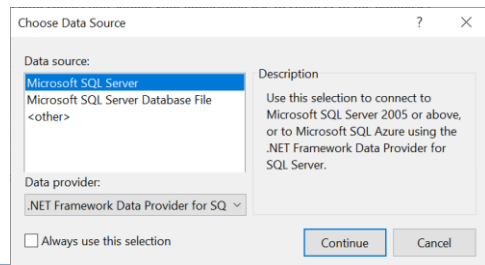 Choose Data Source
?
Data source:
Microsoft SQL Server
Microsoft SQL Server Database File
<other>
Description
Use this selection to connect to
Microsoft SQL Server 2005 or above,
or to Microsoft SQL Azure using the
.NET Framework Data Provider for
SQL Server.
Data provider:
.NET Framework Data Provider for SQ
Always use this selection
Continue
Cancel